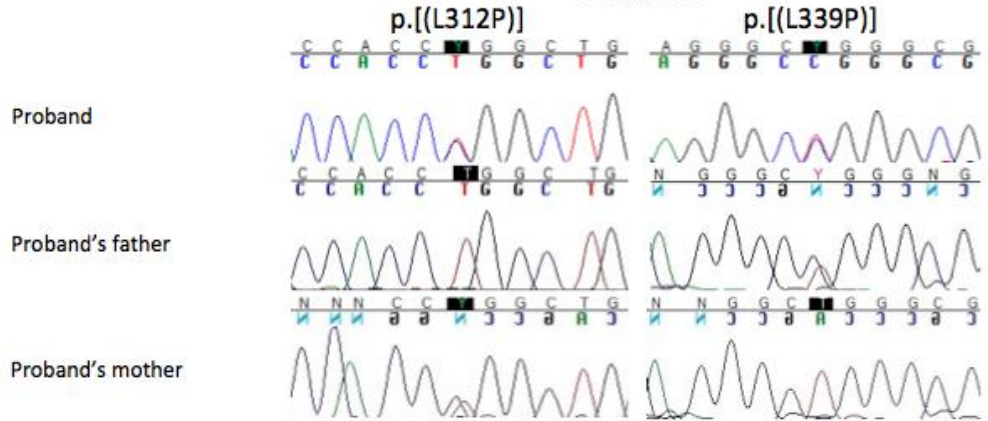 p.[(L312P)] p.[(L339P)]
C C A C C Y G G C T G A G G G C Y G G G C G
C C A C C T G G C T G A G G G C C G G G C G
Proband
C C A C C T G G C T G N G G G C Y G G G N G
C C A C C T G G C T G
Proband's father
N N N C C Y G G C T G N N G G C T G G G C G
Proband's mother